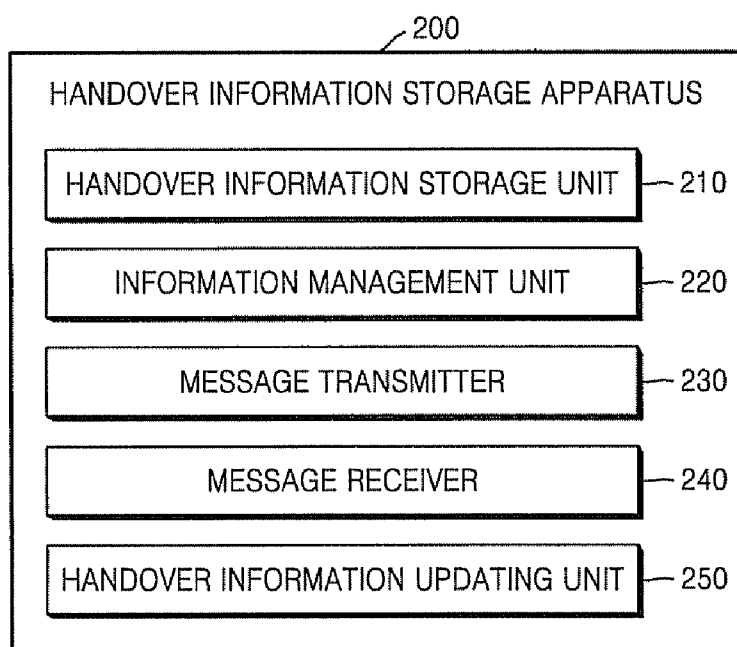 200
HANDOVER INFORMATION STORAGE APPARATUS
HANDOVER INFORMATION STORAGE UNIT 210
INFORMATION MANAGEMENT UNIT 220
MESSAGE TRANSMITTER 230
MESSAGE RECEIVER 240
HANDOVER INFORMATION UPDATING UNIT 250